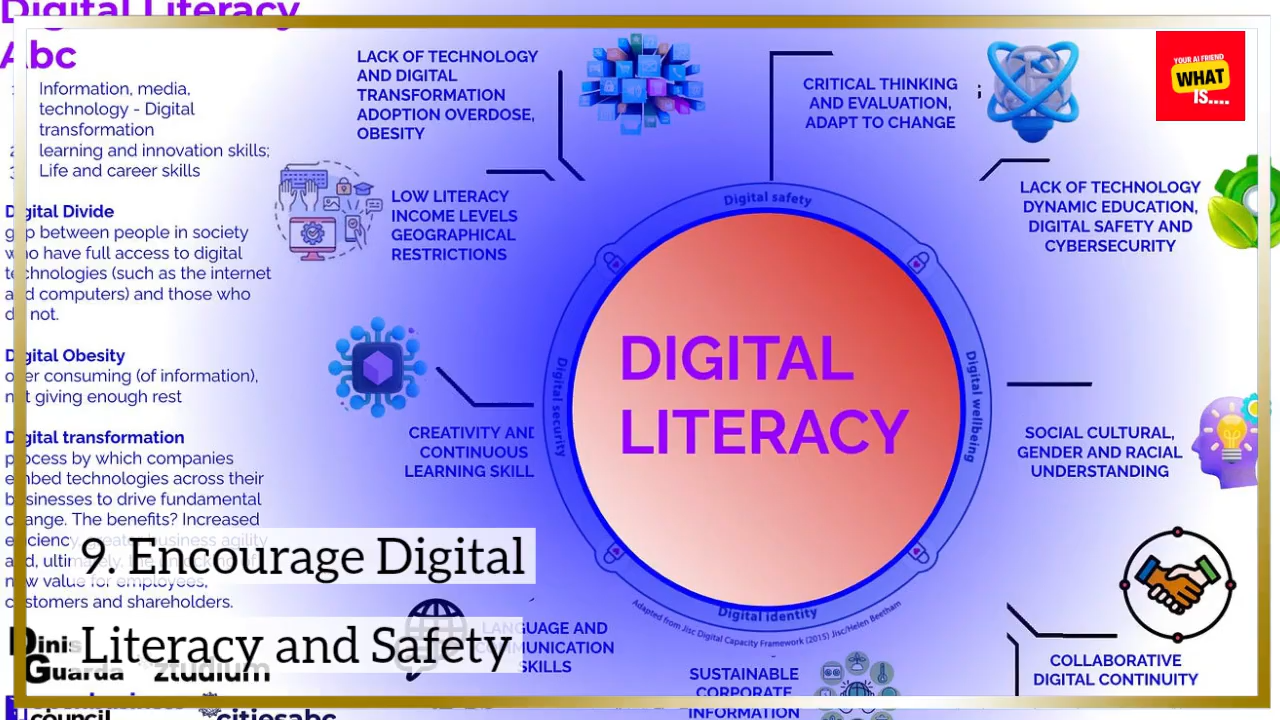 Digital Literacy
Abc
Information, media,
technology - Digital
transformation
learning and innovation skills;
Life and career skills
Digital Divide
gap between people in society
who have full access to digital
technologies (such as the internet
and computers) and those who
do not.
Digital Obesity
over consuming (of information),
not giving enough rest
Digital transformation
process by which companies
embed technologies across their
businesses to drive fundamental
change. The benefits? Increased
efficiency, greater business agility
and, ultimately,
new value for employees,
customers and shareholders.
Dinis
Guarda
ztudium
council
citiesabc
9. Encourage Digital
Literacy and Safety
LACK OF TECHNOLOGY
AND DIGITAL
TRANSFORMATION
ADOPTION OVERDOSE,
OBESITY
LOW LITERACY
INCOME LEVELS
GEOGRAPHICAL
RESTRICTIONS
CREATIVITY AND
CONTINUOUS
LEARNING SKILL
LANGUAGE AND
COMMUNICATION
SKILLS
Digital safety
Digital security
Digital wellbeing
Digital identity
Adapted from Jisc Digital Capacity Framework (2015) Jisc/Helen Beetham
DIGITAL
LITERACY
SUSTAINABLE
CORPORATE
INFORMATION
CRITICAL THINKING
AND EVALUATION,
ADAPT TO CHANGE
;
LACK OF TECHNOLOGY
DYNAMIC EDUCATION,
DIGITAL SAFETY AND
CYBERSECURITY
SOCIAL CULTURAL,
GENDER AND RACIAL
UNDERSTANDING
COLLABORATIVE
DIGITAL CONTINUITY
YOUR AI FRIEND
WHAT
IS....